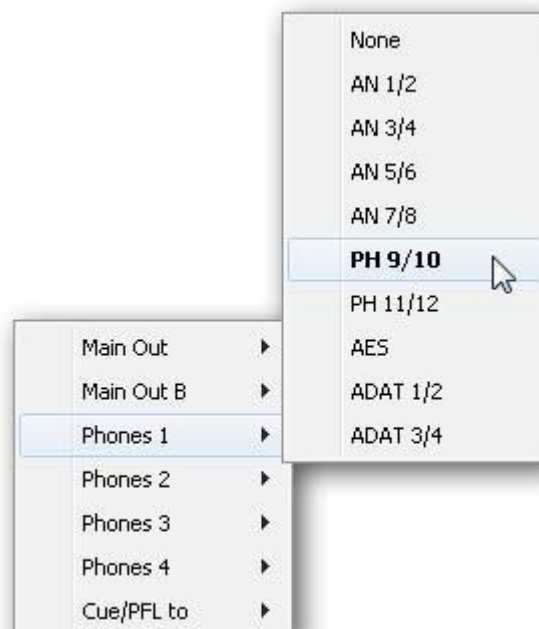 None
AN 1/2
AN 3/4
AN 5/6
AN 7/8
PH 9/10
PH 11/12
AES
ADAT 1/2
ADAT 3/4
Main Out
Main Out B
Phones 1
Phones 2
Phones 3
Phones 4
Cue/PFL to